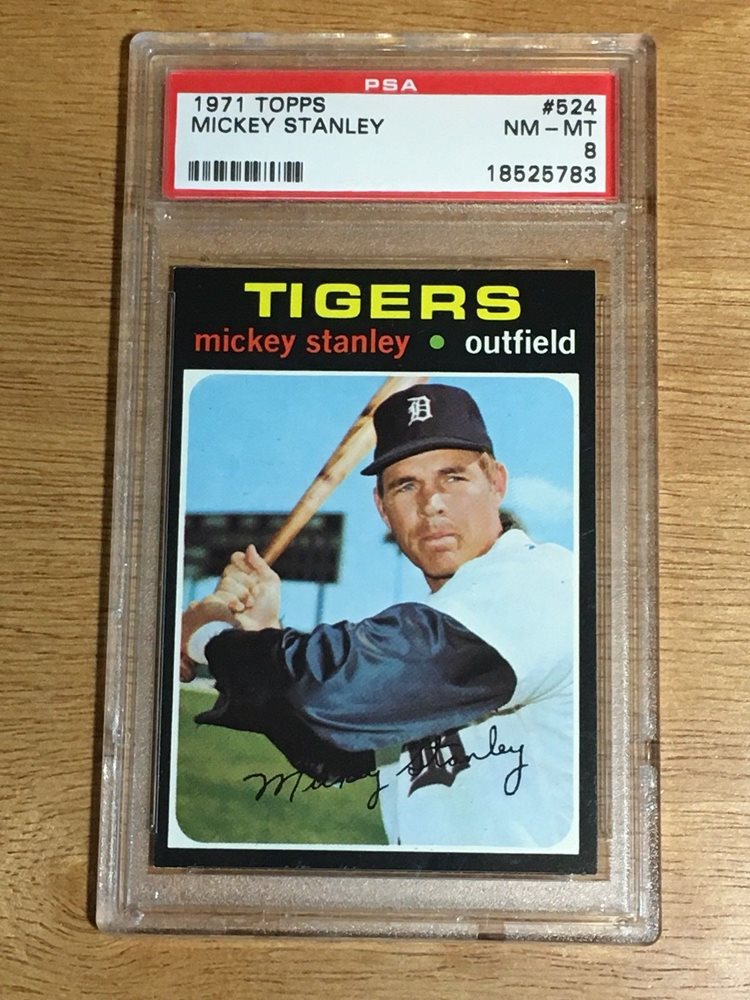 PSA
1971 TOPPS #524
MICKEY STANLEY NM - MT
8
18525783
TIGERS
mickey stanley • outfield
D
Mickey Stanley
D